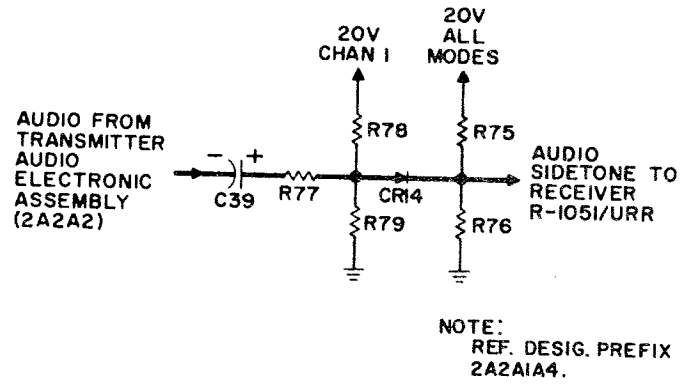 20V
CHAN 1
20V
ALL
MODES
R78
R75
AUDIO FROM
TRANSMITTER
AUDIO
ELECTRONIC
ASSEMBLY
(2A2A2)
- +
C39
R77
CR14
R79
R76
AUDIO
SIDETONE TO
RECEIVER
R-1051/URR
NOTE:
REF. DESIG. PREFIX
2A2A1A4.